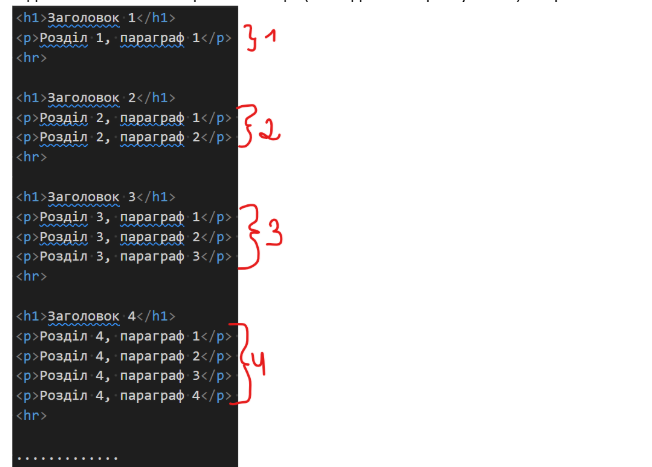 <h1>Заголовок 1</h1>
<p>Розділ 1, параграф 1</p>
1
<hr>
<h1>Заголовок 2</h1>
<p>Розділ 2, параграф 1</p>
<p>Розділ 2, параграф 2</p>
2
<hr>
<h1>Заголовок 3</h1>
<p>Розділ 3, параграф 1</p>
<p>Розділ 3, параграф 2</p>
3
<p>Розділ 3, параграф 3</p>
<hr>
<h1>Заголовок 4</h1>
<p>Розділ 4, параграф 1</p>
<p>Розділ 4, параграф 2</p>
4
<p>Розділ 4, параграф 3</p>
<p>Розділ 4, параграф 4</p>
<hr>
.............